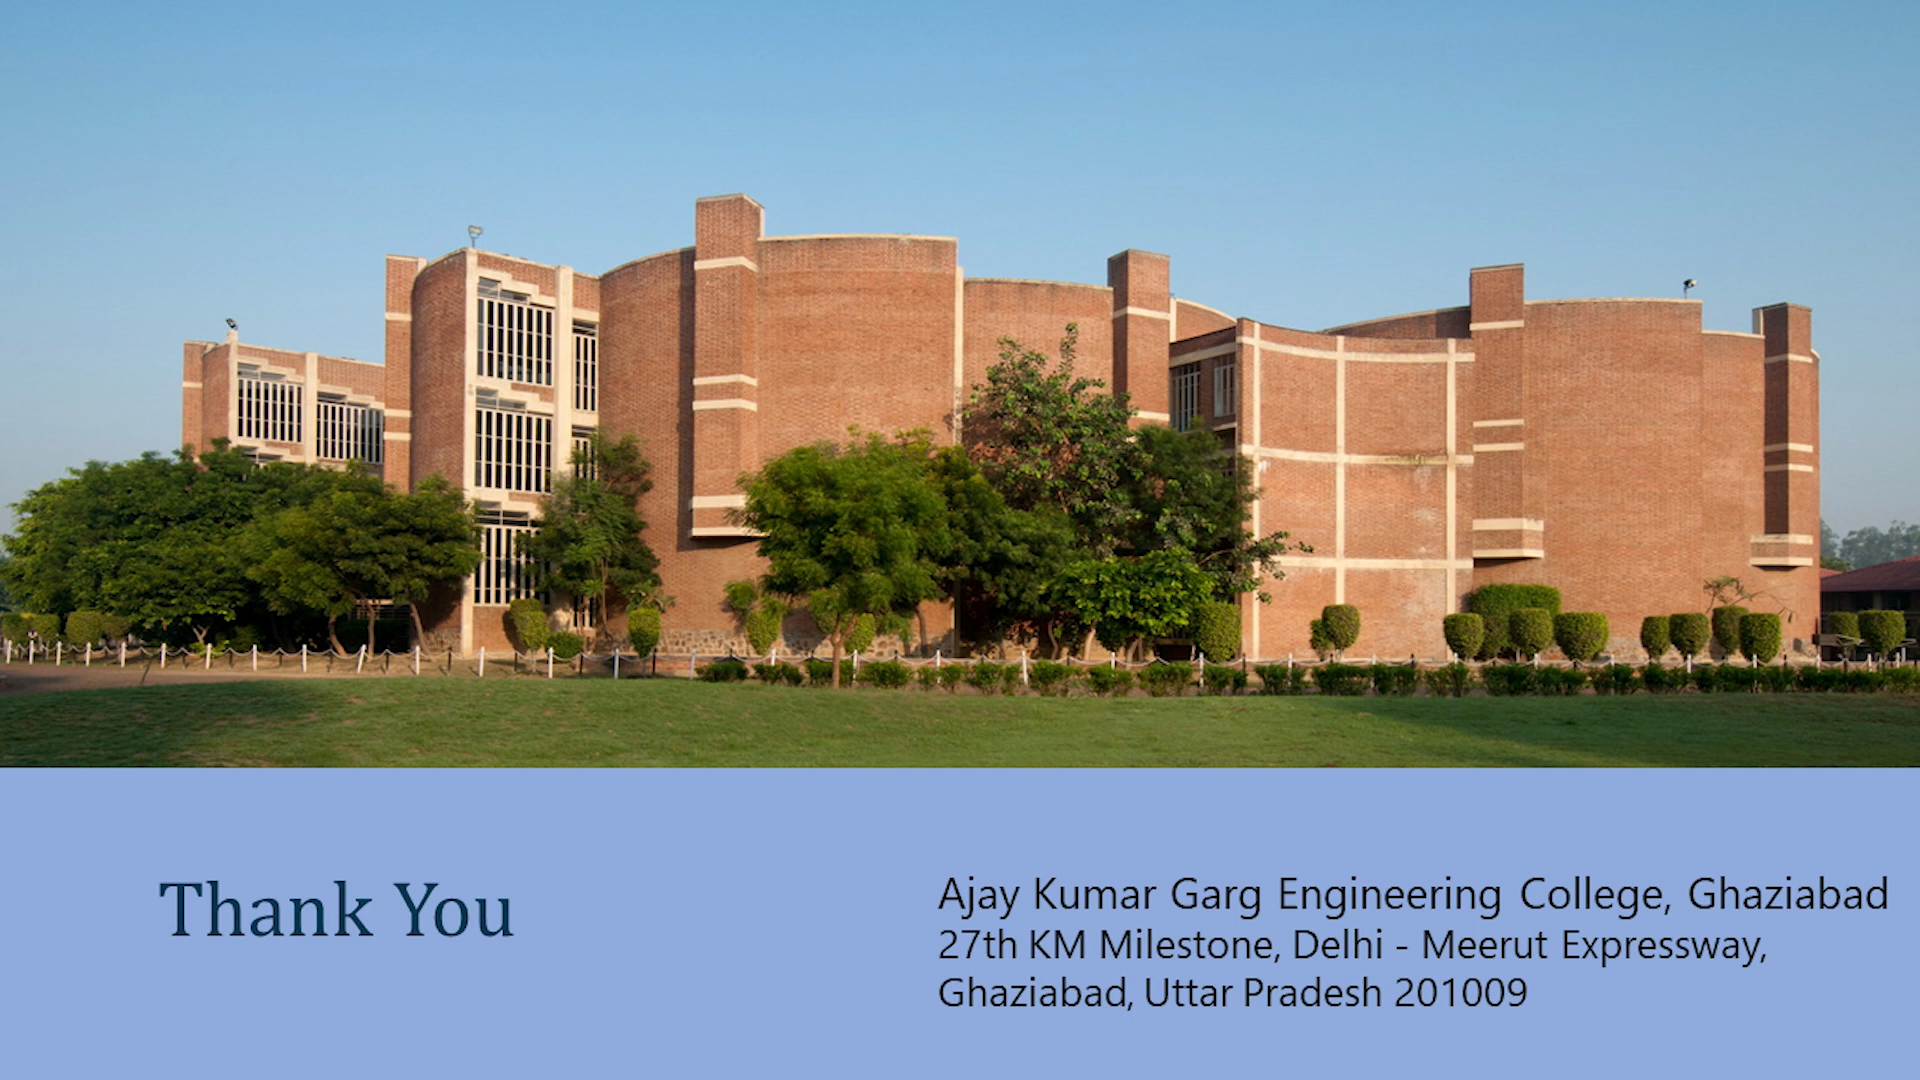 Thank You
Ajay Kumar Garg Engineering College, Ghaziabad
27th KM Milestone, Delhi - Meerut Expressway,
Ghaziabad, Uttar Pradesh 201009